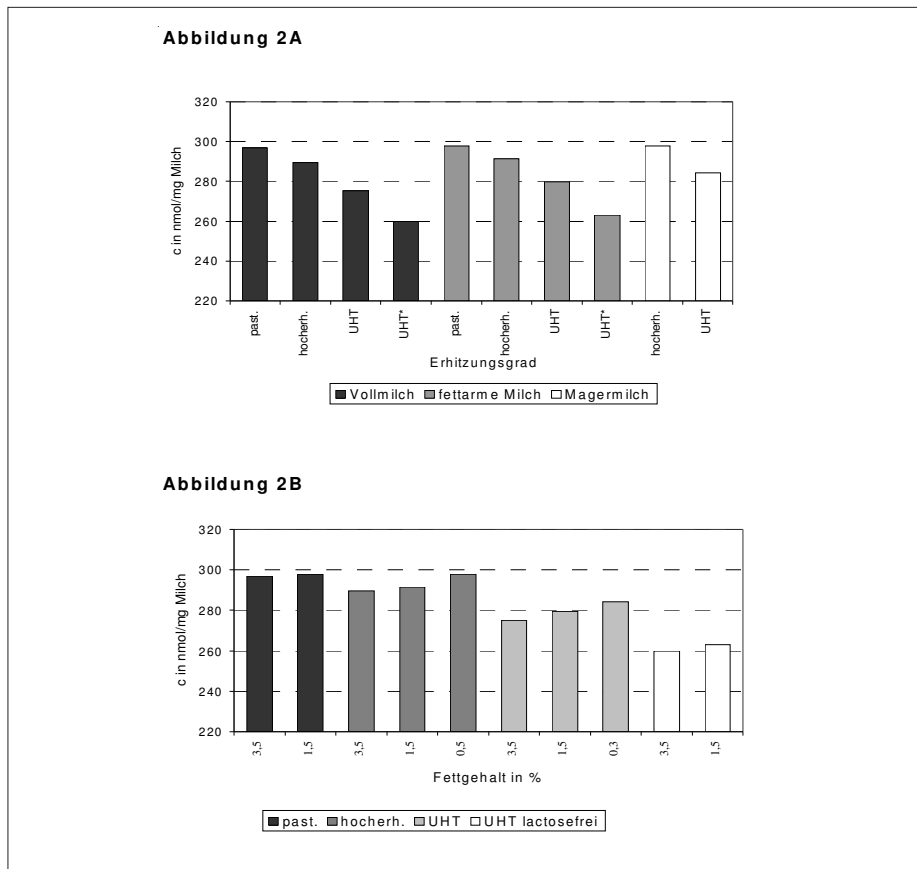 Abbildung 2A
320
300
280
260
240
220
c in nmol/mg Milch
past.
hocherh.
UHT
UHT*
past.
hocherh.
UHT
UHT*
hocherh.
UHT
Erhitzungsgrad
Vollmilch fettarme Milch Magermilch
Abbildung 2B
320
300
280
260
240
220
c in nmol/mg Milch
3,5
1,5
3,5
1,5
0,5
3,5
1,5
0,3
3,5
1,5
Fettgehalt in %
past. hocherh. UHT UHT lactosefrei